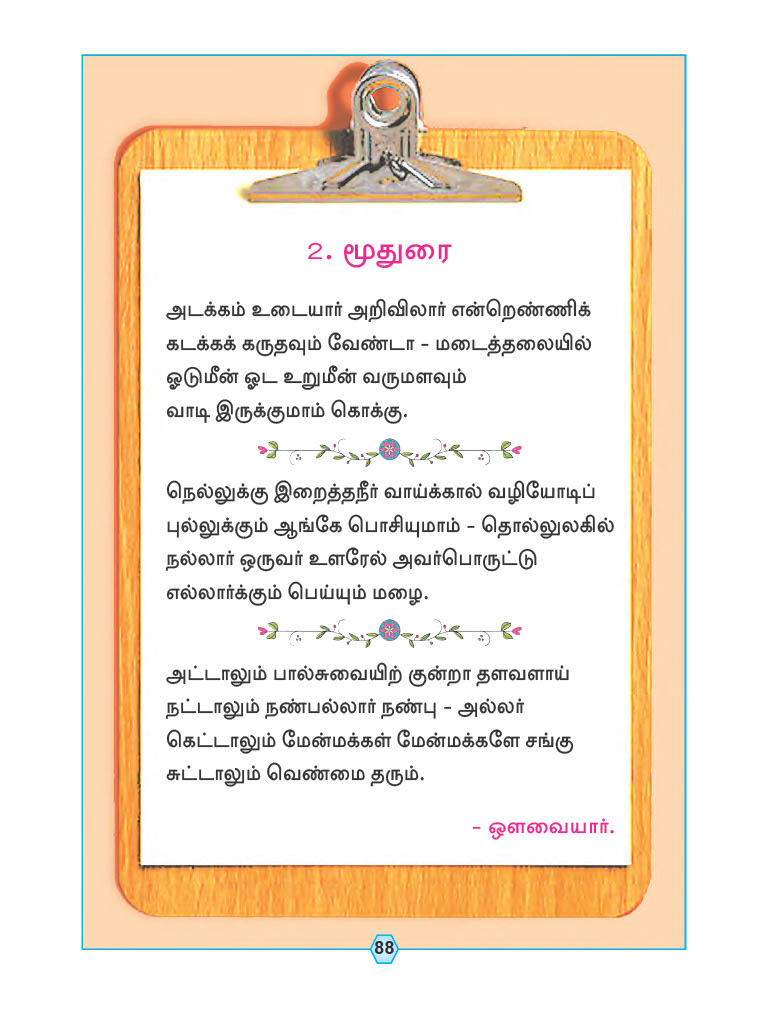 2. மூதுரை
அடக்கம் உடையார் அறிவிலார் என்றெண்ணிக்
கடக்கக் கருதவும் வேண்டா - மடைத்தலையில்
ஓடுமீன் ஓட உறுமீன் வருமளவும்
வாடி இருக்குமாம் கொக்கு.
நெல்லுக்கு இறைத்தநீர் வாய்க்கால் வழியோடிப்
புல்லுக்கும் ஆங்கே பொசியுமாம் - தொல்லுலகில்
நல்லார் ஒருவர் உளரேல் அவர்பொருட்டு
எல்லார்க்கும் பெய்யும் மழை.
அட்டாலும் பால்சுவையிற் குன்றா தளவளாய்
நட்டாலும் நண்பல்லார் நண்பு - அல்லர்
கெட்டாலும் மேன்மக்கள் மேன்மக்களே சங்கு
சுட்டாலும் வெண்மை தரும்.
- ஔவையார்.
88